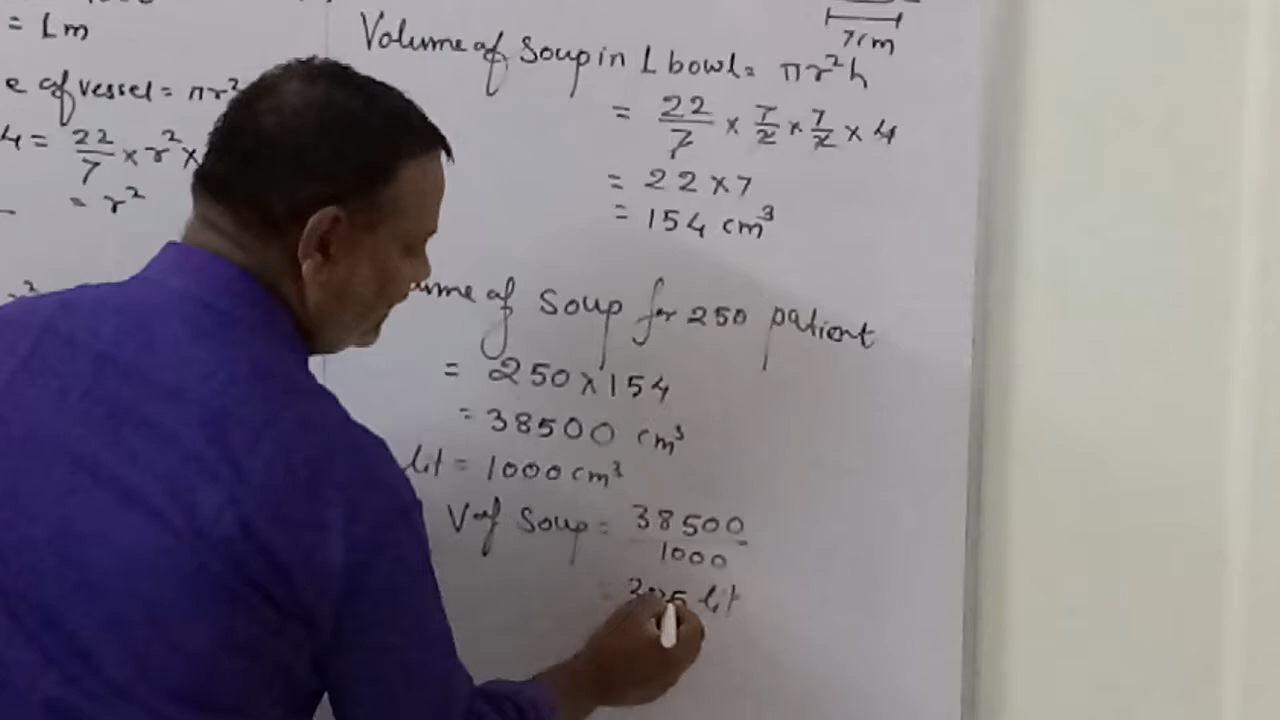 = 1m
e of vessel = πr²
4 = 22/7 × r² ×
= r²
7cm
Volume of Soup in 1 bowl = πr²h
= 22/7 × 7/2 × 7/2 × 4
= 22×7
= 154 cm³
ume of Soup for 250 patient
= 250×154
= 38500 cm³
lit = 1000 cm³
V of Soup = 38500/1000
lit